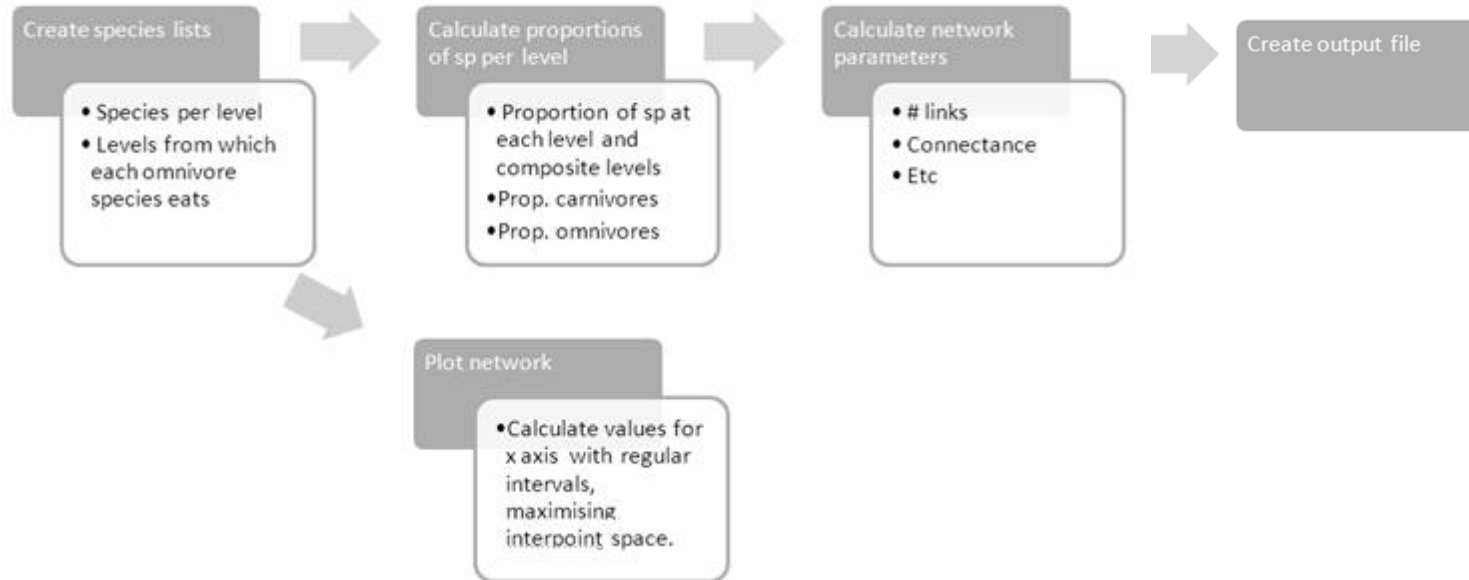 Create species lists
• Species per level
• Levels from which
each omnivore
species eats
Calculate proportions
of sp per level
• Proportion of sp at
each level and
composite levels
•Prop. carnivores
•Prop. omnivores
Calculate network
parameters
• # links
• Connectance
• Etc
Create output file
Plot network
•Calculate values for
x axis with regular
intervals,
maximising
interpoint space.